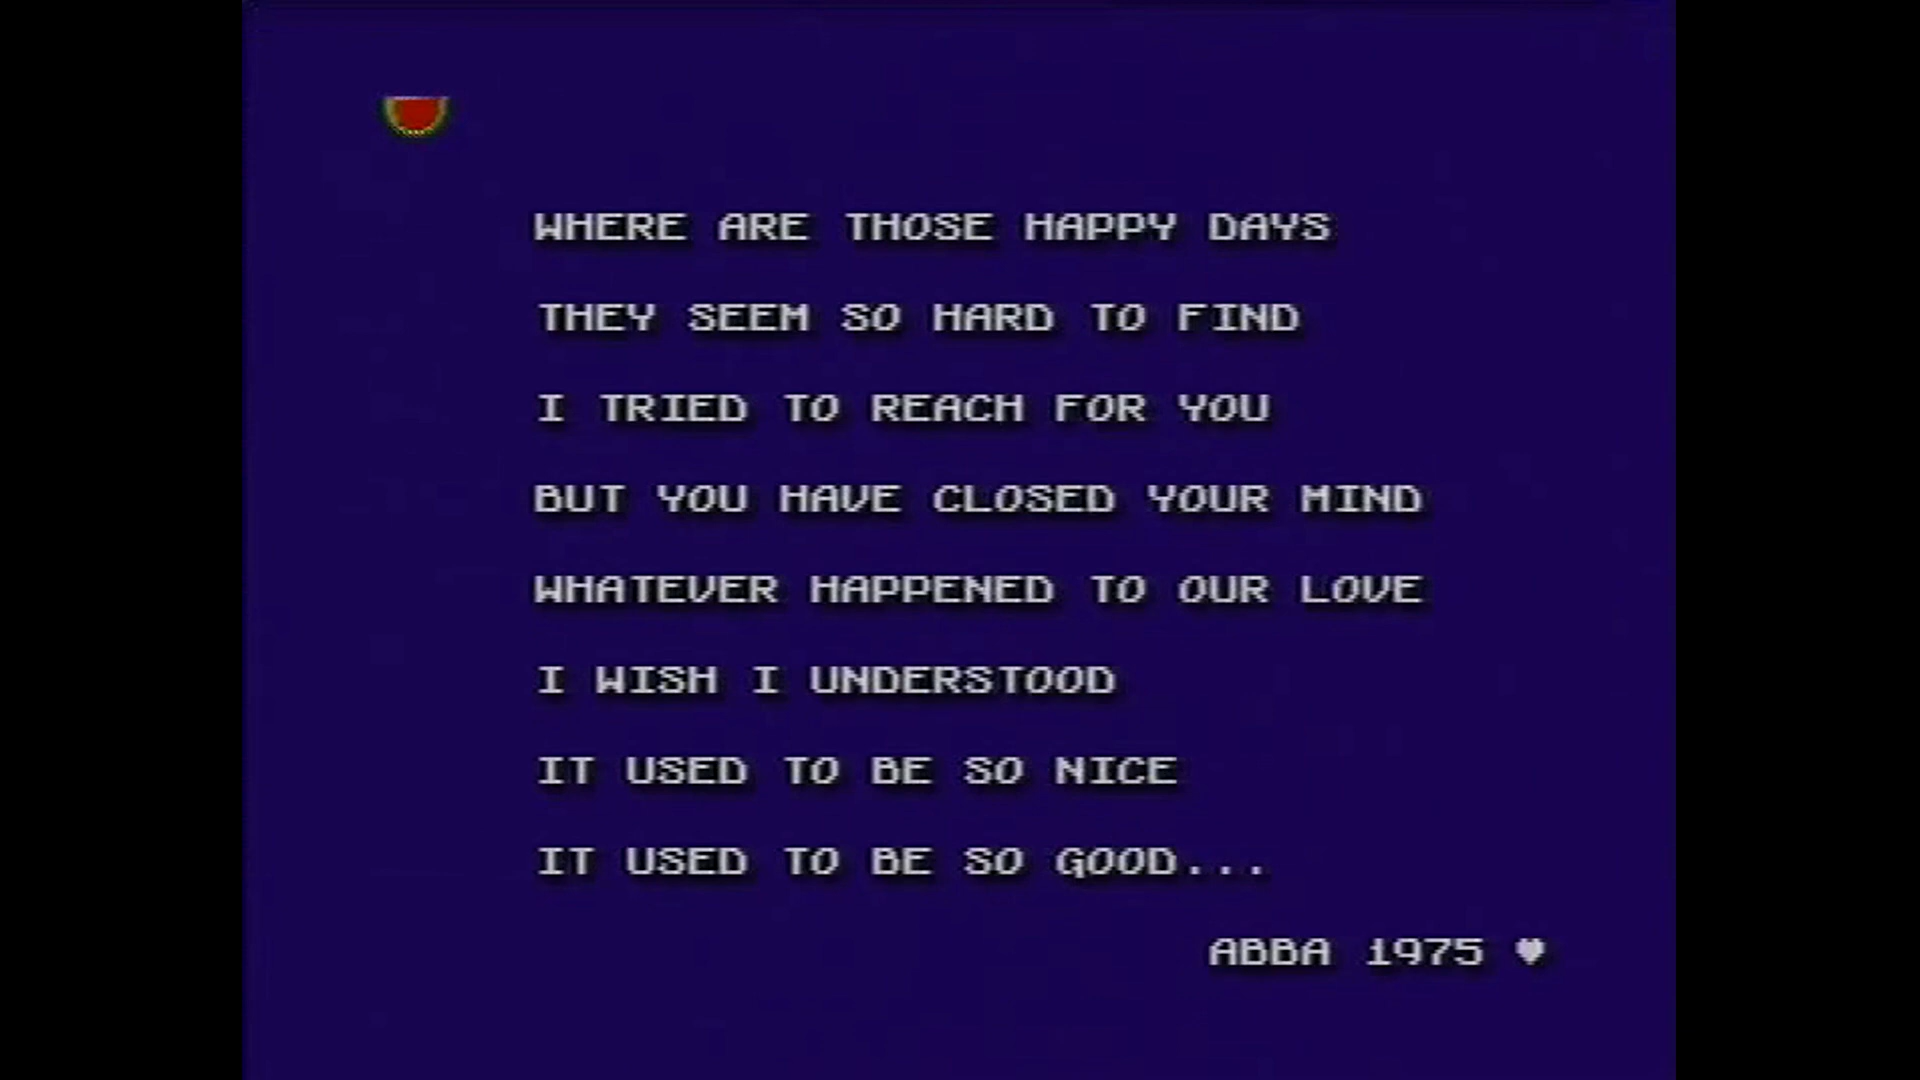 WHERE ARE THOSE HAPPY DAYS
THEY SEEM SO HARD TO FIND
I TRIED TO REACH FOR YOU
BUT YOU HAVE CLOSED YOUR MIND
WHATEVER HAPPENED TO OUR LOVE
I WISH I UNDERSTOOD
IT USED TO BE SO NICE
IT USED TO BE SO GOOD...
ABBA 1975 ♥